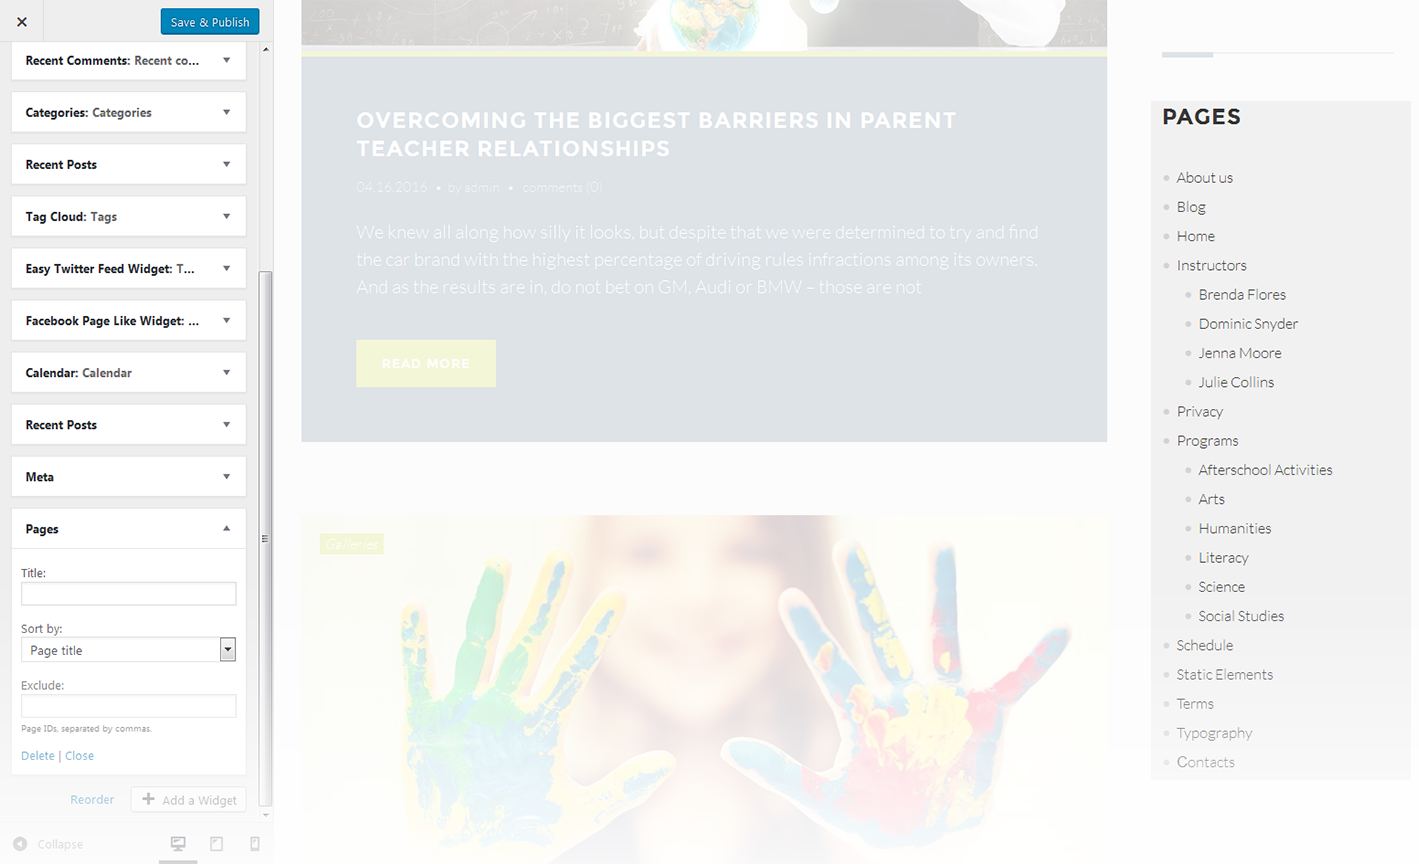 Save & Publish
Recent Comments: Recent co...
Categories: Categories
Recent Posts
Tag Cloud: Tags
Easy Twitter Feed Widget: T...
Facebook Page Like Widget: ...
Calendar: Calendar
Recent Posts
Meta
Pages
Title:
Sort by:
Page title
Exclude:
Page IDs, separated by commas.
Delete | Close
Reorder
Add a Widget
Collapse
OVERCOMING THE BIGGEST BARRIERS IN PARENT
TEACHER RELATIONSHIPS
04.16.2016 • by admin • comments (0)
We knew all along how silly it looks, but despite that we were determined to try and find
the car brand with the highest percentage of driving rules infractions among its owners.
And as the results are in, do not bet on GM, Audi or BMW – those are not
READ MORE
Galleries
PAGES
About us
Blog
Home
Instructors
Brenda Flores
Dominic Snyder
Jenna Moore
Julie Collins
Privacy
Programs
Afterschool Activities
Arts
Humanities
Literacy
Science
Social Studies
Schedule
Static Elements
Terms
Typography
Contacts